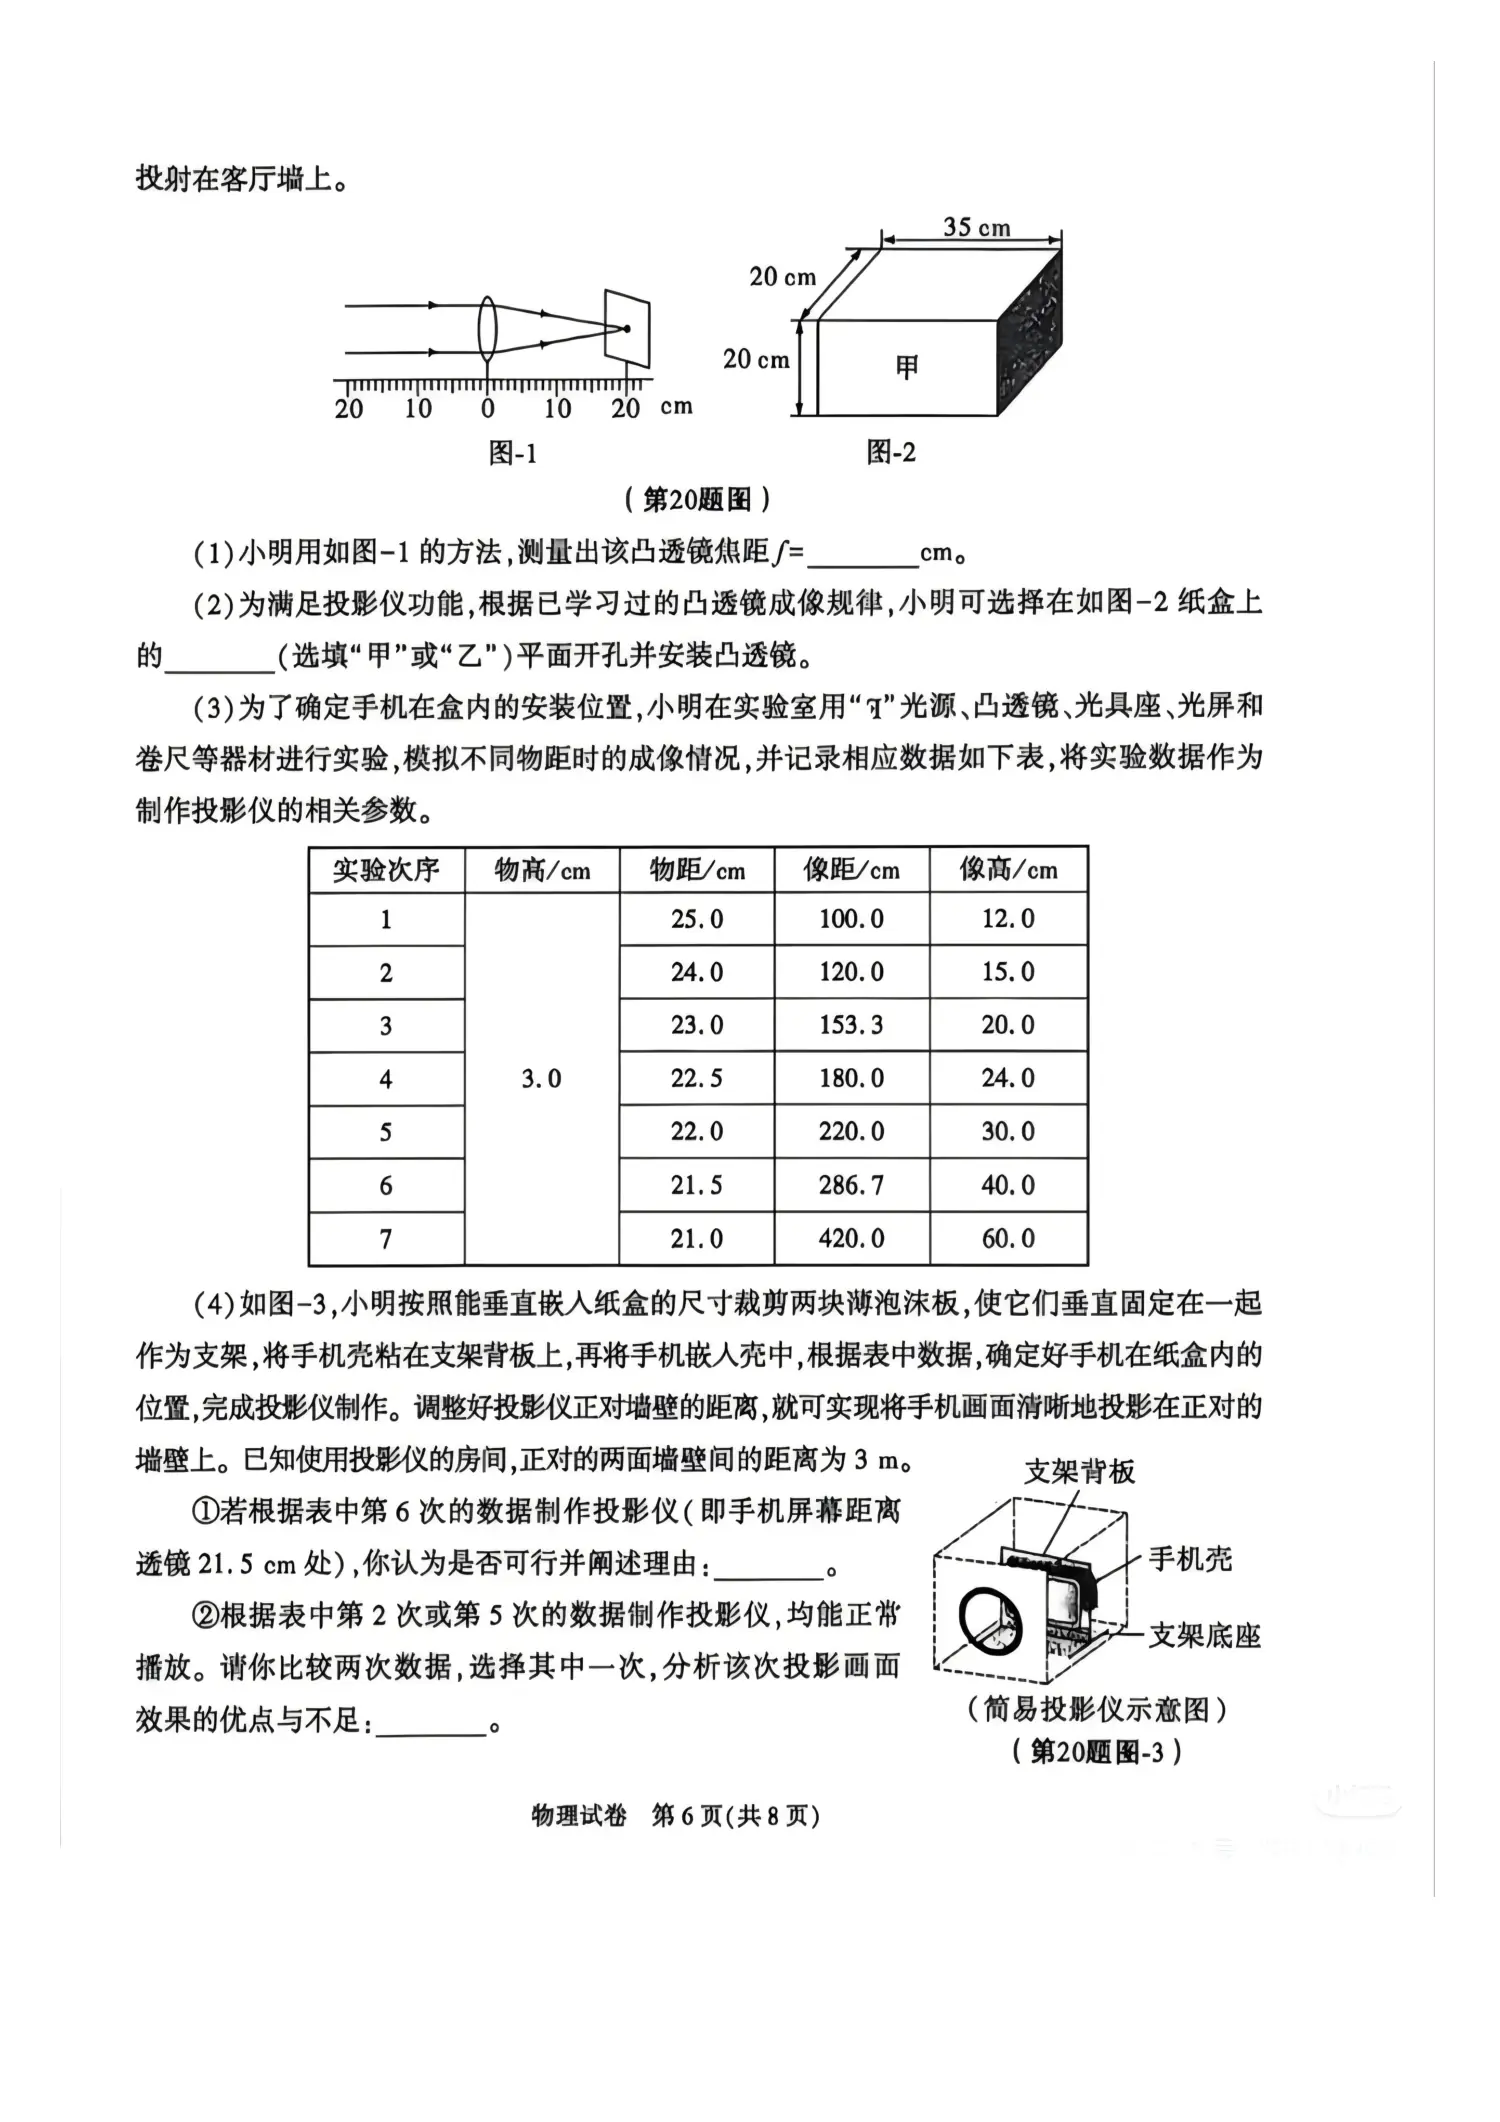 投射在客厅墙上。
35 cm
20 cm
20 cm
甲
20 10 0 10 20 cm
图-1
图-2
(第20题图)
(1)小明用如图-1 的方法,测量出该凸透镜焦距f=________cm。
(2)为满足投影仪功能,根据已学习过的凸透镜成像规律,小明可选择在如图-2 纸盒上
的________(选填“甲”或“乙”)平面开孔并安装凸透镜。
(3)为了确定手机在盒内的安装位置,小明在实验室用“ ”光源、凸透镜、光具座、光屏和
卷尺等器材进行实验,模拟不同物距时的成像情况,并记录相应数据如下表,将实验数据作为
制作投影仪的相关参数。
实验次序 物高/cm 物距/cm 像距/cm 像高/cm
1 25.0 100.0 12.0
2 24.0 120.0 15.0
3 23.0 153.3 20.0
4 3.0 22.5 180.0 24.0
5 22.0 220.0 30.0
6 21.5 286.7 40.0
7 21.0 420.0 60.0
(4)如图-3,小明按照能垂直嵌入纸盒的尺寸裁剪两块薄泡沫板,使它们垂直固定在一起
作为支架,将手机壳粘在支架背板上,再将手机嵌入壳中,根据表中数据,确定好手机在纸盒内的
位置,完成投影仪制作。调整好投影仪正对墙壁的距离,就可实现将手机画面清晰地投影在正对的
墙壁上。已知使用投影仪的房间,正对的两面墙壁间的距离为 3 m。
①若根据表中第 6 次的数据制作投影仪(即手机屏幕距离
透镜 21.5 cm 处),你认为是否可行并阐述理由:________。
②根据表中第 2 次或第 5 次的数据制作投影仪,均能正常
播放。请你比较两次数据,选择其中一次,分析该次投影画面
效果的优点与不足:________。
支架背板
手机壳
支架底座
(简易投影仪示意图)
(第20题图-3)
物理试卷 第 6 页(共 8 页)